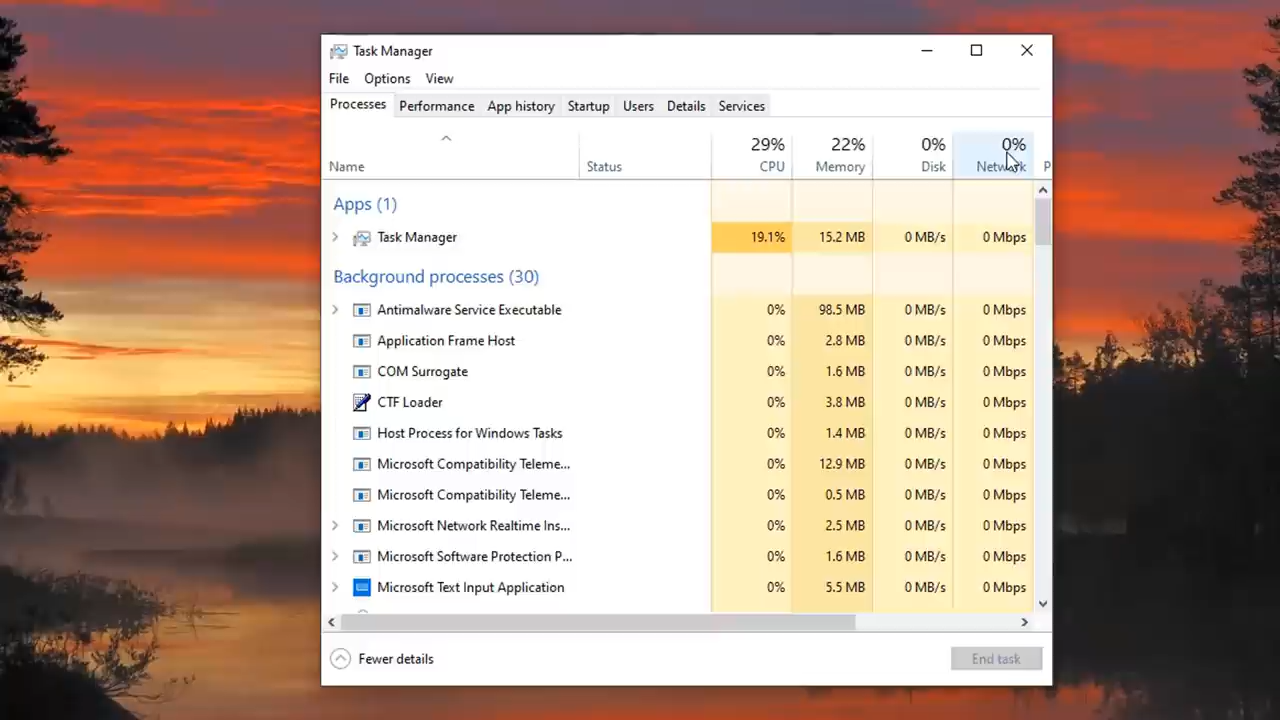 Task Manager
File Options View
Processes Performance App history Startup Users Details Services
29% 22% 0% 0%
Name Status CPU Memory Disk Network P
Apps (1)
Task Manager 19.1% 15.2 MB 0 MB/s 0 Mbps
Background processes (30)
Antimalware Service Executable 0% 98.5 MB 0 MB/s 0 Mbps
Application Frame Host 0% 2.8 MB 0 MB/s 0 Mbps
COM Surrogate 0% 1.6 MB 0 MB/s 0 Mbps
CTF Loader 0% 3.8 MB 0 MB/s 0 Mbps
Host Process for Windows Tasks 0% 1.4 MB 0 MB/s 0 Mbps
Microsoft Compatibility Teleme... 0% 12.9 MB 0 MB/s 0 Mbps
Microsoft Compatibility Teleme... 0% 0.5 MB 0 MB/s 0 Mbps
Microsoft Network Realtime Ins... 0% 2.5 MB 0 MB/s 0 Mbps
Microsoft Software Protection P... 0% 1.6 MB 0 MB/s 0 Mbps
Microsoft Text Input Application 0% 5.5 MB 0 MB/s 0 Mbps
Fewer details End task